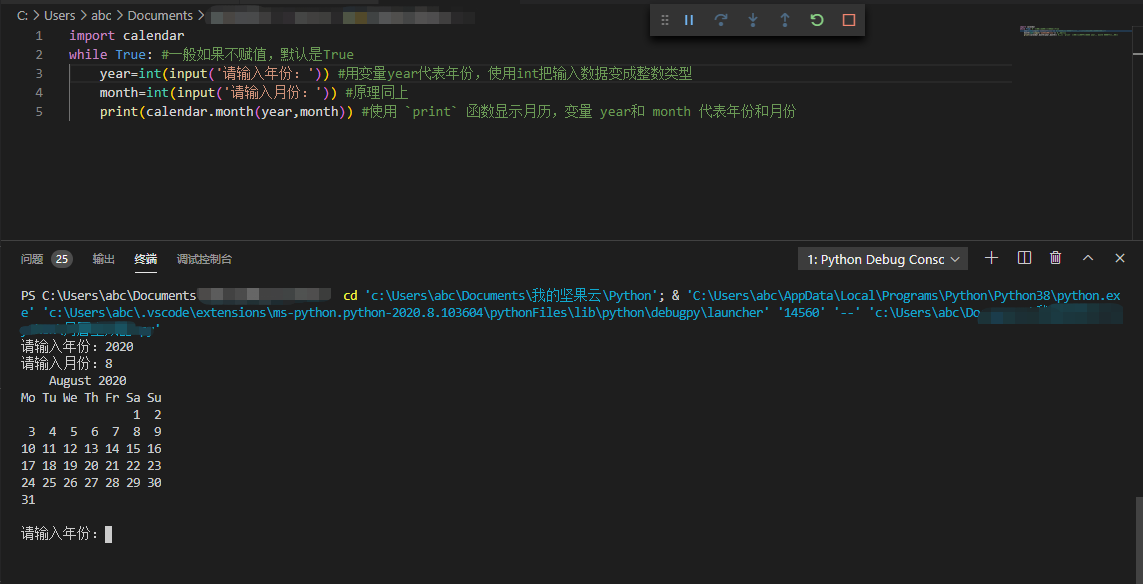 C: > Users > abc > Documents >
1 import calendar
2 while True: #一般如果不赋值，默认是True
3 year=int(input('请输入年份：')) #用变量year代表年份，使用int把输入数据变成整数类型
4 month=int(input('请输入月份：')) #原理同上
5 print(calendar.month(year,month)) #使用 `print` 函数显示月历，变量 year和 month 代表年份和月份
问题 25 输出 终端 调试控制台 1: Python Debug Consc
PS C:\Users\abc\Documents cd 'c:\Users\abc\Documents\我的坚果云\Python'; & 'C:\Users\abc\AppData\Local\Programs\Python\Python38\python.ex
e' 'c:\Users\abc\.vscode\extensions\ms-python.python-2020.8.103604\pythonFiles\lib\python\debugpy\launcher' '14560' '--' 'c:\Users\abc\Do
请输入年份：2020
请输入月份：8
August 2020
Mo Tu We Th Fr Sa Su
1 2
3 4 5 6 7 8 9
10 11 12 13 14 15 16
17 18 19 20 21 22 23
24 25 26 27 28 29 30
31
请输入年份：